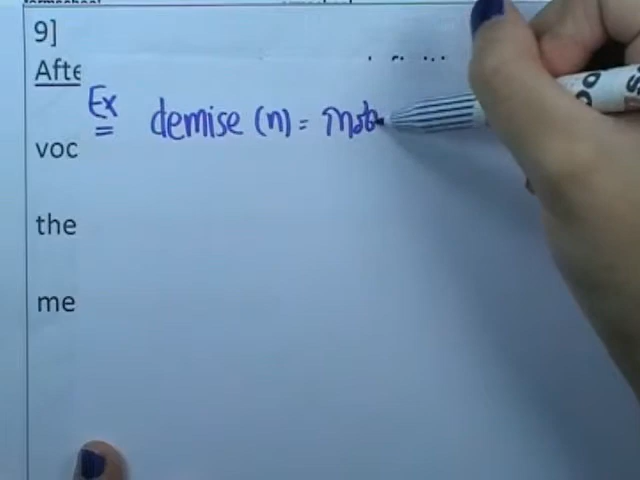 9]
Afte
Ex demise (n) =
voc
the
me